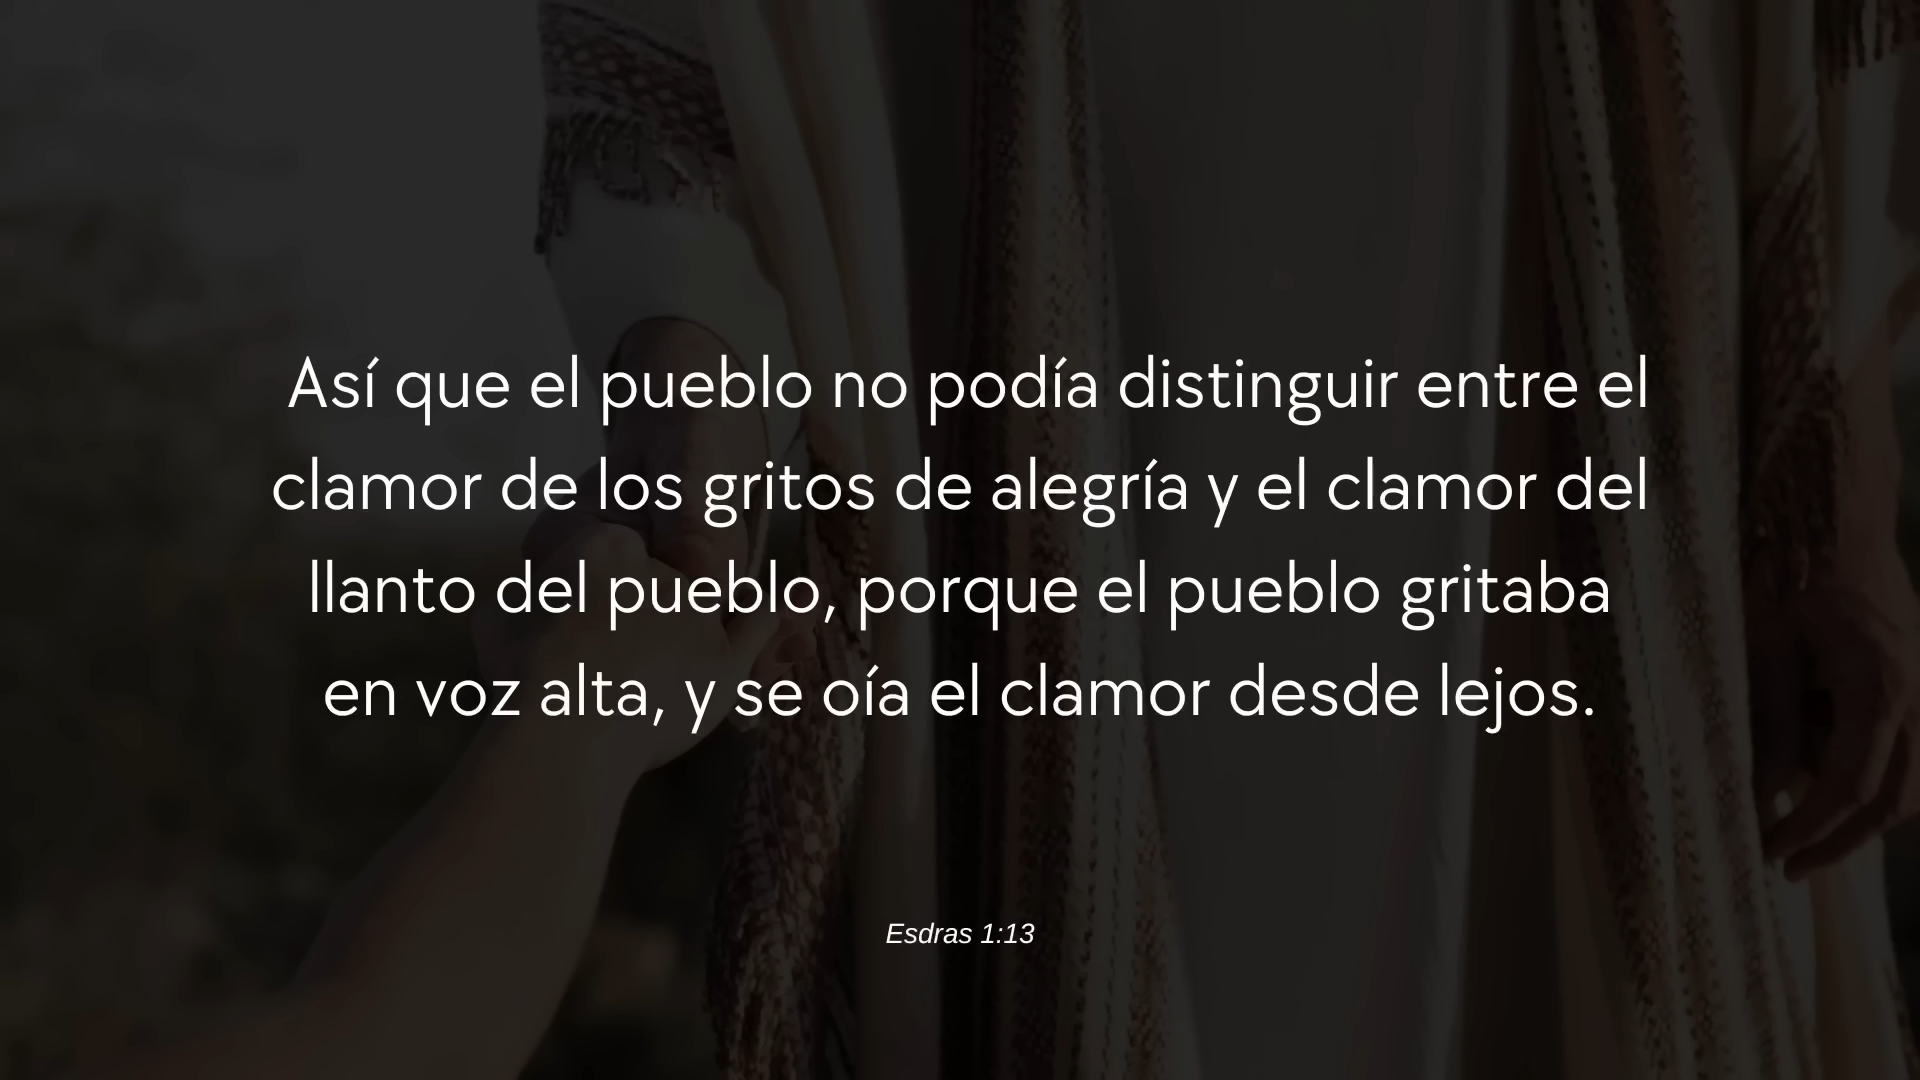 Así que el pueblo no podía distinguir entre el
clamor de los gritos de alegría y el clamor del
llanto del pueblo, porque el pueblo gritaba
en voz alta, y se oía el clamor desde lejos.
Esdras 1:13